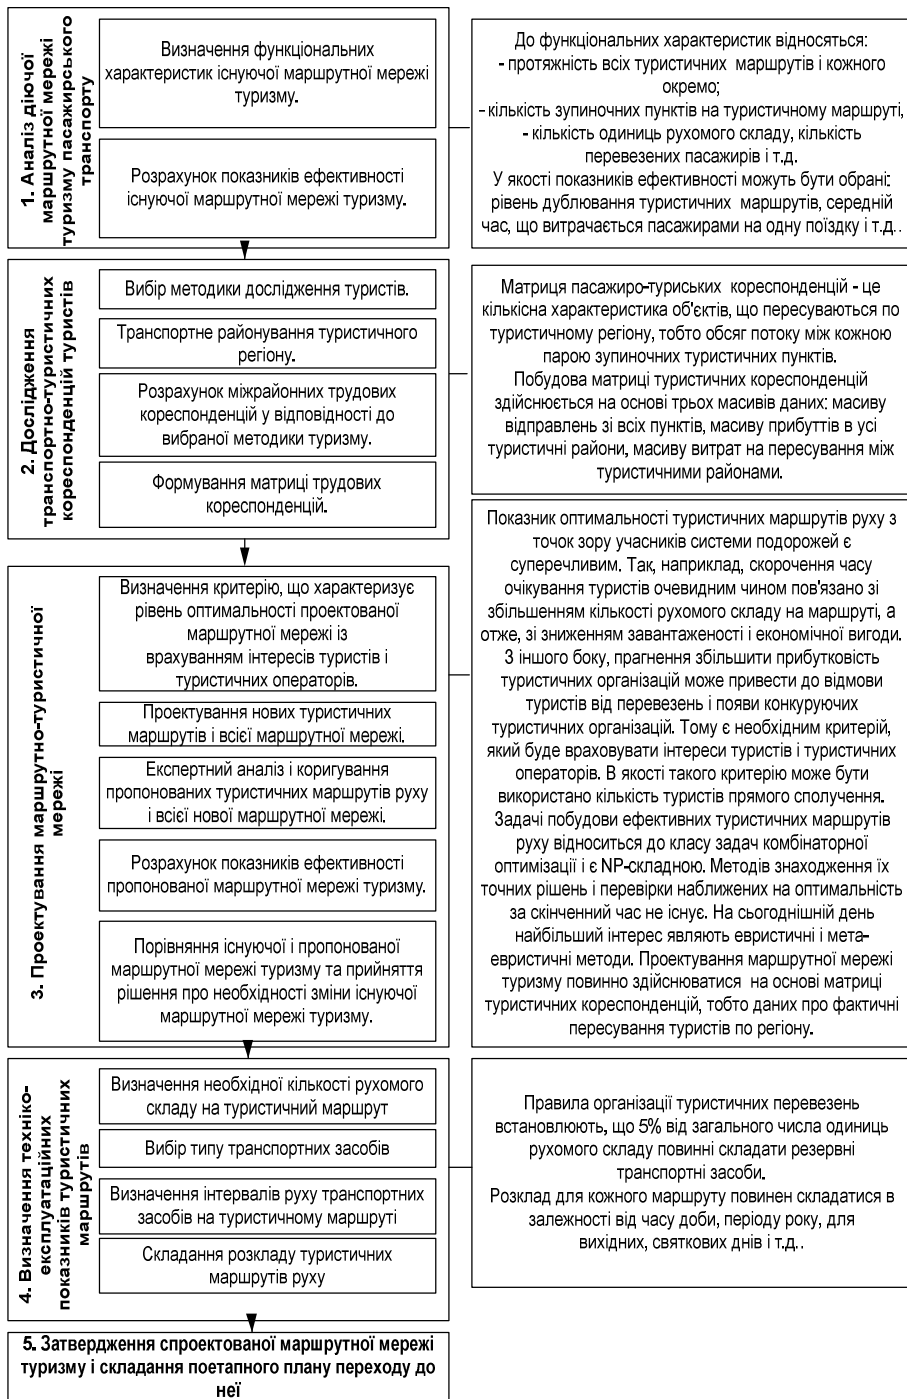 1. Аналіз діючої
маршрутної мережі
туризму пасажирського
транспорту
Визначення функціональних
характеристик існуючої маршрутної мережі
туризму.
Розрахунок показників ефективності
існуючої маршрутної мережі туризму.
До функціональних характеристик відносяться:
- протяжність всіх туристичних маршрутів і кожного
окремо;
- кількість зупиночних пунктів на туристичному маршруті,
- кількість одиниць рухомого складу, кількість
перевезених пасажирів і т.д.
У якості показників ефективності можуть бути обрані:
рівень дублювання туристичних маршрутів, середній
час, що витрачається пасажирами на одну поїздку і т.д..
2. Дослідження
транспортно-туристичних
кореспонденцій туристів
Вибір методики дослідження туристів.
Транспортне районування туристичного
регіону.
Розрахунок міжрайонних трудових
кореспонденцій у відповідності до
вибраної методики туризму.
Формування матриці трудових
кореспонденцій.
Матриця пасажиро-туриських кореспонденцій - це
кількісна характеристика об'єктів, що пересуваються по
туристичному регіону, тобто обсяг потоку між кожною
парою зупиночних туристичних пунктів.
Побудова матриці туристичних кореспонденцій
здійснюється на основі трьох масивів даних: масиву
відправлень зі всіх пунктів, масиву прибуттів в усі
туристичні райони, масиву витрат на пересування між
туристичними районами.
3. Проектування маршрутно-туристичної
мережі
Визначення критерію, що характеризує
рівень оптимальності проектованої
маршрутної мережі із
врахуванням інтересів туристів і
туристичних операторів.
Проектування нових туристичних
маршрутів і всієї маршрутної мережі.
Експертний аналіз і коригування
пропонованих туристичних маршрутів руху
і всієї нової маршрутної мережі.
Розрахунок показників ефективності
пропонованої маршрутної мережі туризму.
Порівняння існуючої і пропонованої
маршрутної мережі туризму та прийняття
рішення про необхідності зміни існуючої
маршрутної мережі туризму.
Показник оптимальності туристичних маршрутів руху з
точок зору учасників системи подорожей є
суперечливим. Так, наприклад, скорочення часу
очікування туристів очевидним чином пов'язано зі
збільшенням кількості рухомого складу на маршруті, а
отже, зі зниженням завантаженості і економічної вигоди.
З іншого боку, прагнення збільшити прибутковість
туристичних організацій може привести до відмови
туристів від перевезень і появи конкуруючих
туристичних організацій. Тому є необхідним критерій,
який буде враховувати інтереси туристів і туристичних
операторів. В якості такого критерію може бути
використано кількість туристів прямого сполучення.
Задачі побудови ефективних туристичних маршрутів
руху відноситься до класу задач комбінаторної
оптимізації і є NP-складною. Методів знаходження їх
точних рішень і перевірки наближених на оптимальність
за скінченний час не існує. На сьогоднішній день
найбільший інтерес являють евристичні і мета-
евристичні методи. Проектування маршрутної мережі
туризму повинно здійснюватися на основі матриці
туристичних кореспонденцій, тобто даних про фактичні
пересування туристів по регіону.
4. Визначення техніко-
експлуатаційних
показників туристичних
маршрутів
Визначення необхідної кількості рухомого
складу на туристичний маршрут
Вибір типу транспортних засобів
Визначення інтервалів руху транспортних
засобів на туристичному маршруті
Складання розкладу туристичних
маршрутів руху
Правила організації туристичних перевезень
встановлюють, що 5% від загального числа одиниць
рухомого складу повинні складати резервні
транспортні засоби.
Розклад для кожного маршруту повинен складатися в
залежності від часу доби, періоду року, для
вихідних, святкових днів і т.д..
5. Затвердження спроектованої маршрутної мережі
туризму і складання поетапного плану переходу до
неї